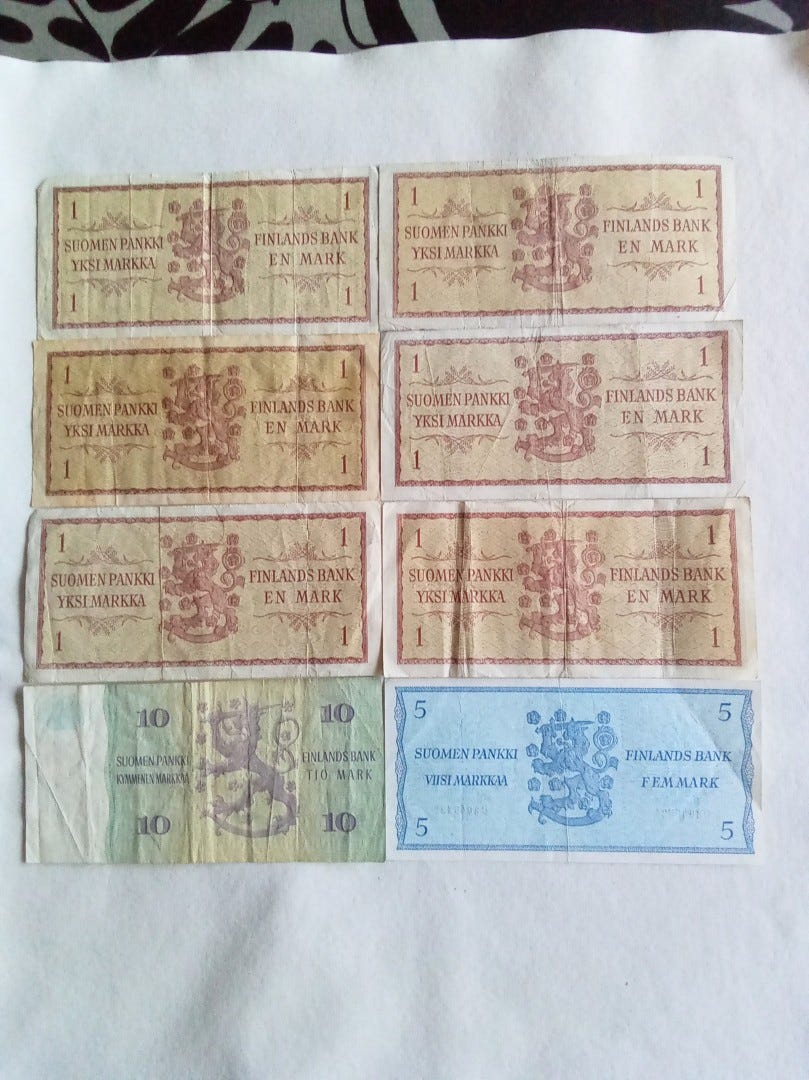 1 1
SUOMEN PANKKI FINLANDS BANK
YKSI MARKKA EN MARK
1 1
1 1
SUOMEN PANKKI FINLANDS BANK
YKSI MARKKA EN MARK
1 1
1 1
SUOMEN PANKKI FINLANDS BANK
YKSI MARKKA EN MARK
1 1
1 1
SUOMEN PANKKI FINLANDS BANK
YKSI MARKKA EN MARK
1 1
1 1
SUOMEN PANKKI FINLANDS BANK
YKSI MARKKA EN MARK
1 1
1 1
SUOMEN PANKKI FINLANDS BANK
YKSI MARKKA EN MARK
1 1
10 10
SUOMEN PANKKI FINLANDS BANK
KYMMENEN MARKKAA TIO MARK
10 10
5 5
SUOMEN PANKKI FINLANDS BANK
VIISI MARKKAA FEM MARK
5 5